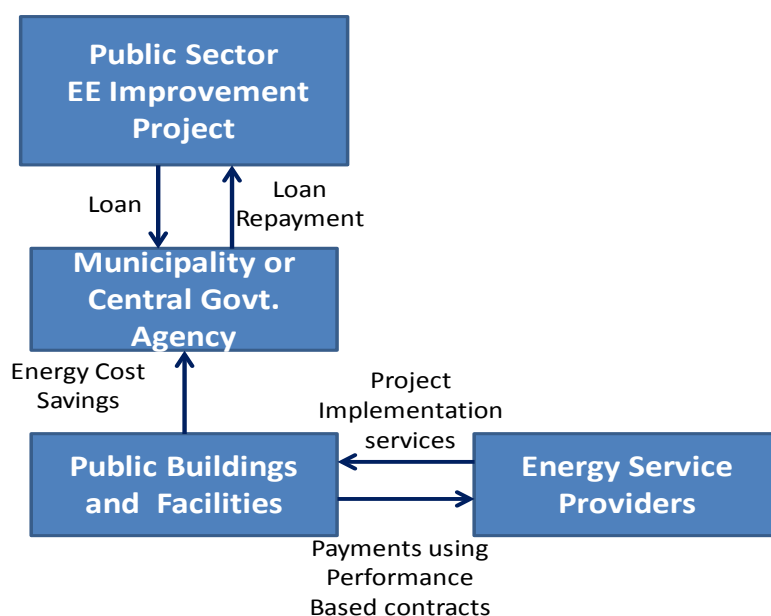 Public Sector
EE Improvement
Project
Loan
Loan
Repayment
Municipality or
Central Govt.
Agency
Energy Cost
Savings
Project
Implementation
services
Public Buildings
and Facilities
Energy Service
Providers
Payments using
Performance
Based contracts